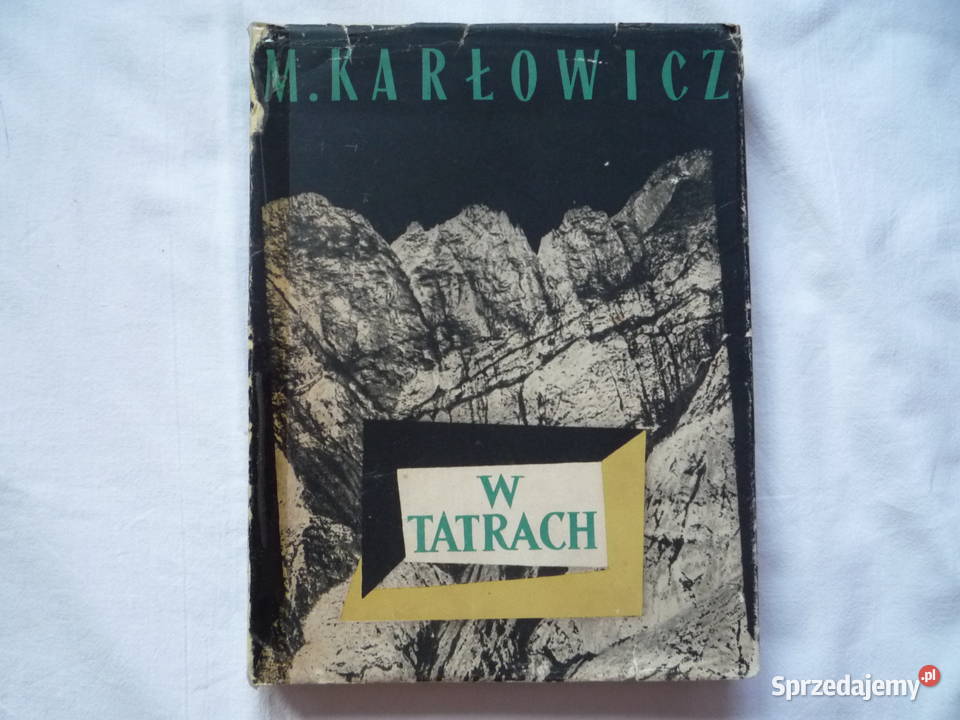 M. KARŁOWICZ
W
TATRACH
Sprzedajemy.pl